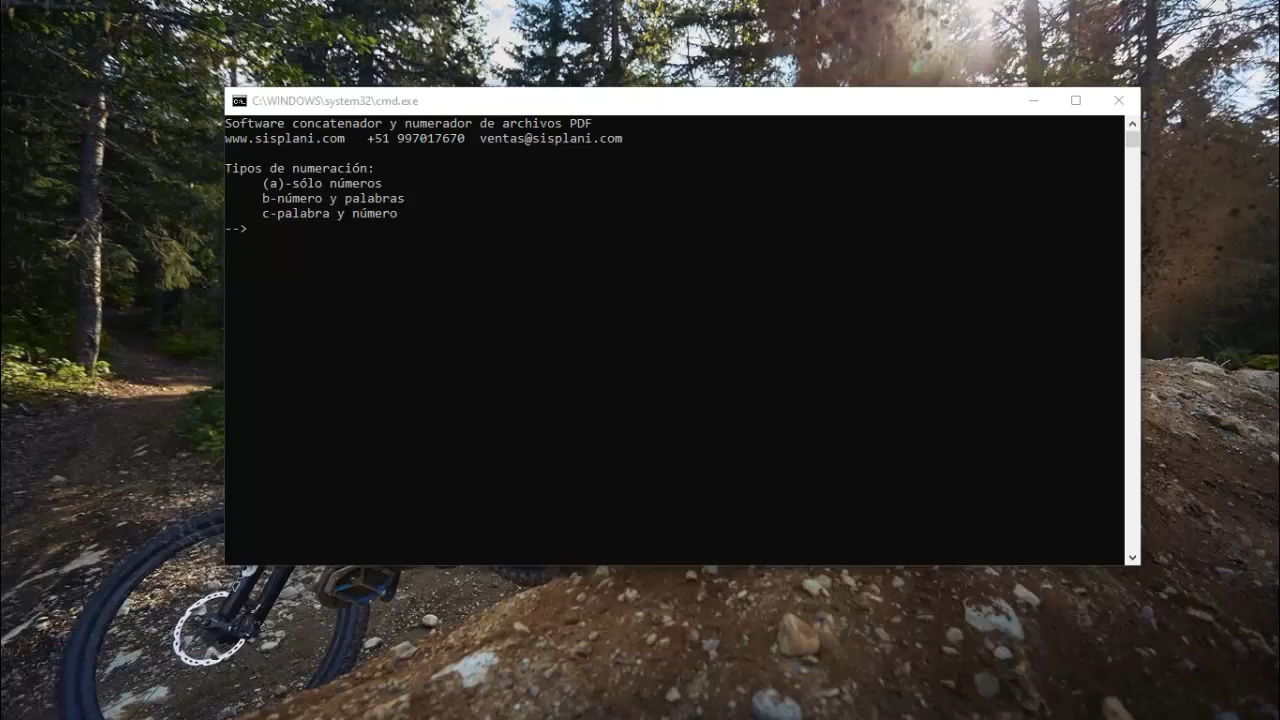 C:\WINDOWS\system32\cmd.exe
Software concatenador y numerador de archivos PDF
www.sisplani.com   +51 997017670  ventas@sisplani.com
Tipos de numeración:
(a)-sólo números
b-número y palabras
c-palabra y número
-->